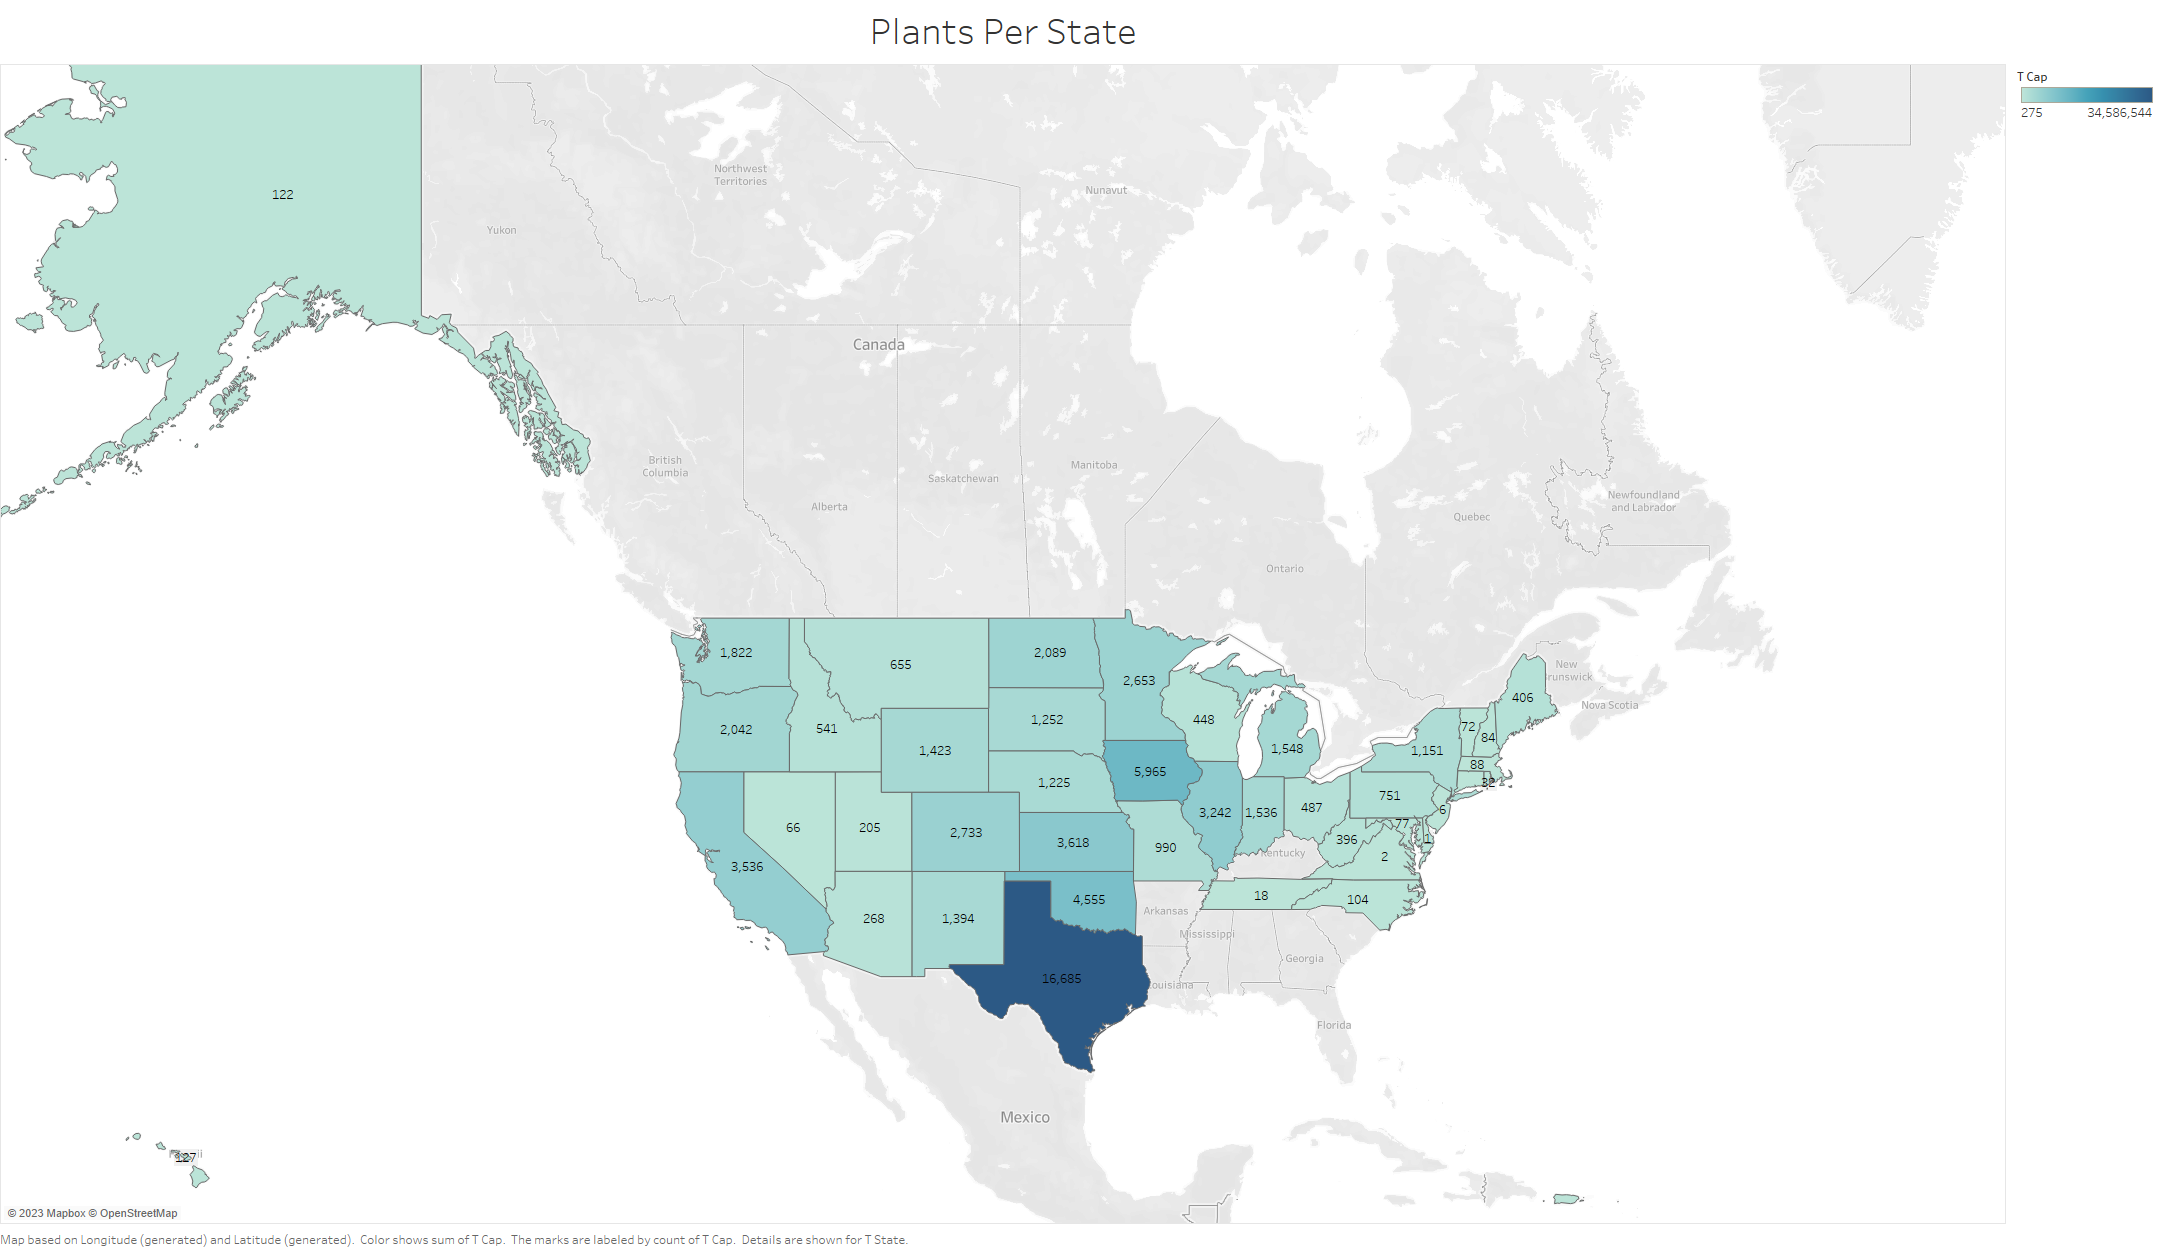 Plants Per State
T Cap
275 34,586,544
122
Northwest
Territories
Nunavut
Yukon
Canada
British
Columbia
Alberta
Saskatchewan
Manitoba
Ontario
Quebec
Newfoundland
and Labrador
New
Brunswick
Nova Scotia
1,822
655
2,089
2,653
448
406
2,042
541
1,423
1,252
1,548
1,151
72
84
88
32
5,965
1,225
751
6
66
205
2,733
3,618
3,242
1,536
487
77
1
3,536
990
Kentucky
396
2
268
1,394
4,555
Arkansas
18
104
Mississippi
Georgia
16,685
Louisiana
Florida
Mexico
127
© 2023 Mapbox © OpenStreetMap
Map based on Longitude (generated) and Latitude (generated). Color shows sum of T Cap. The marks are labeled by count of T Cap. Details are shown for T State.